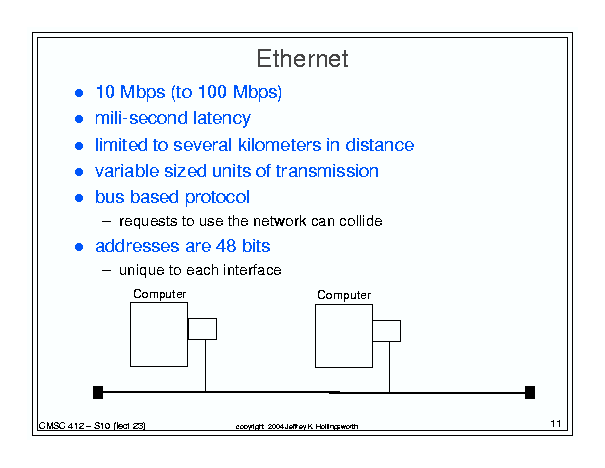 Ethernet
● 10 Mbps (to 100 Mbps)
● mili-second latency
● limited to several kilometers in distance
● variable sized units of transmission
● bus based protocol
– requests to use the network can collide
● addresses are 48 bits
– unique to each interface
Computer
Computer
CMSC 412 – S10 (lect 23)
copyright 2004 Jeffrey K. Hollingsworth
11